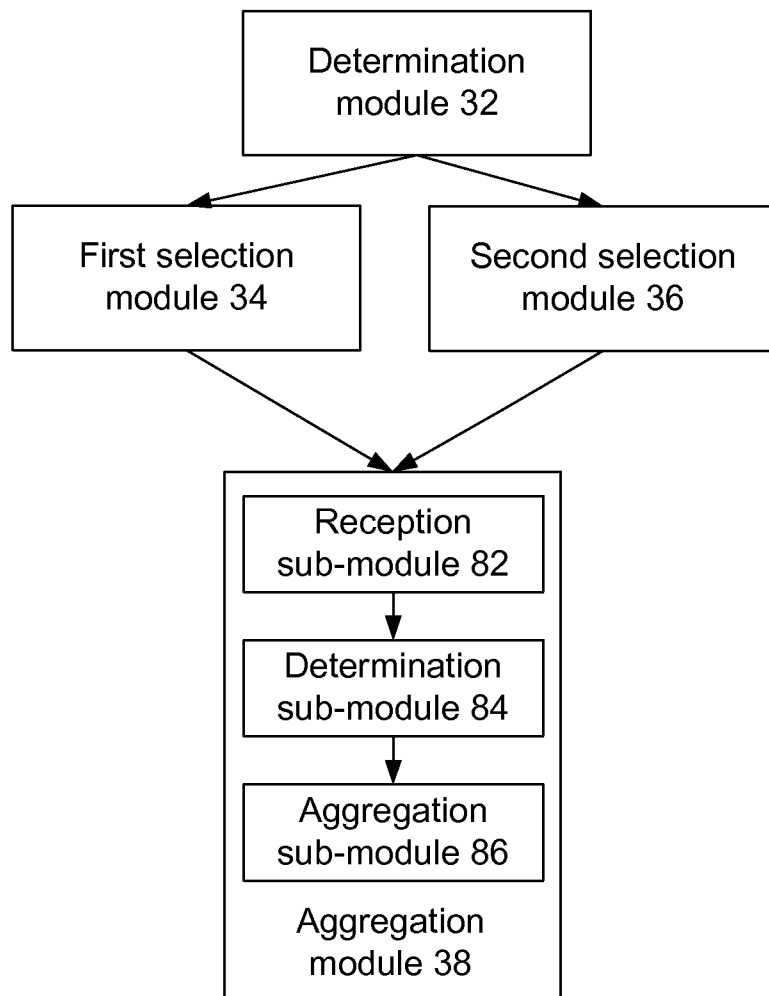 Determination
module 32
First selection
module 34
Second selection
module 36
Reception
sub-module 82
Determination
sub-module 84
Aggregation
sub-module 86
Aggregation
module 38